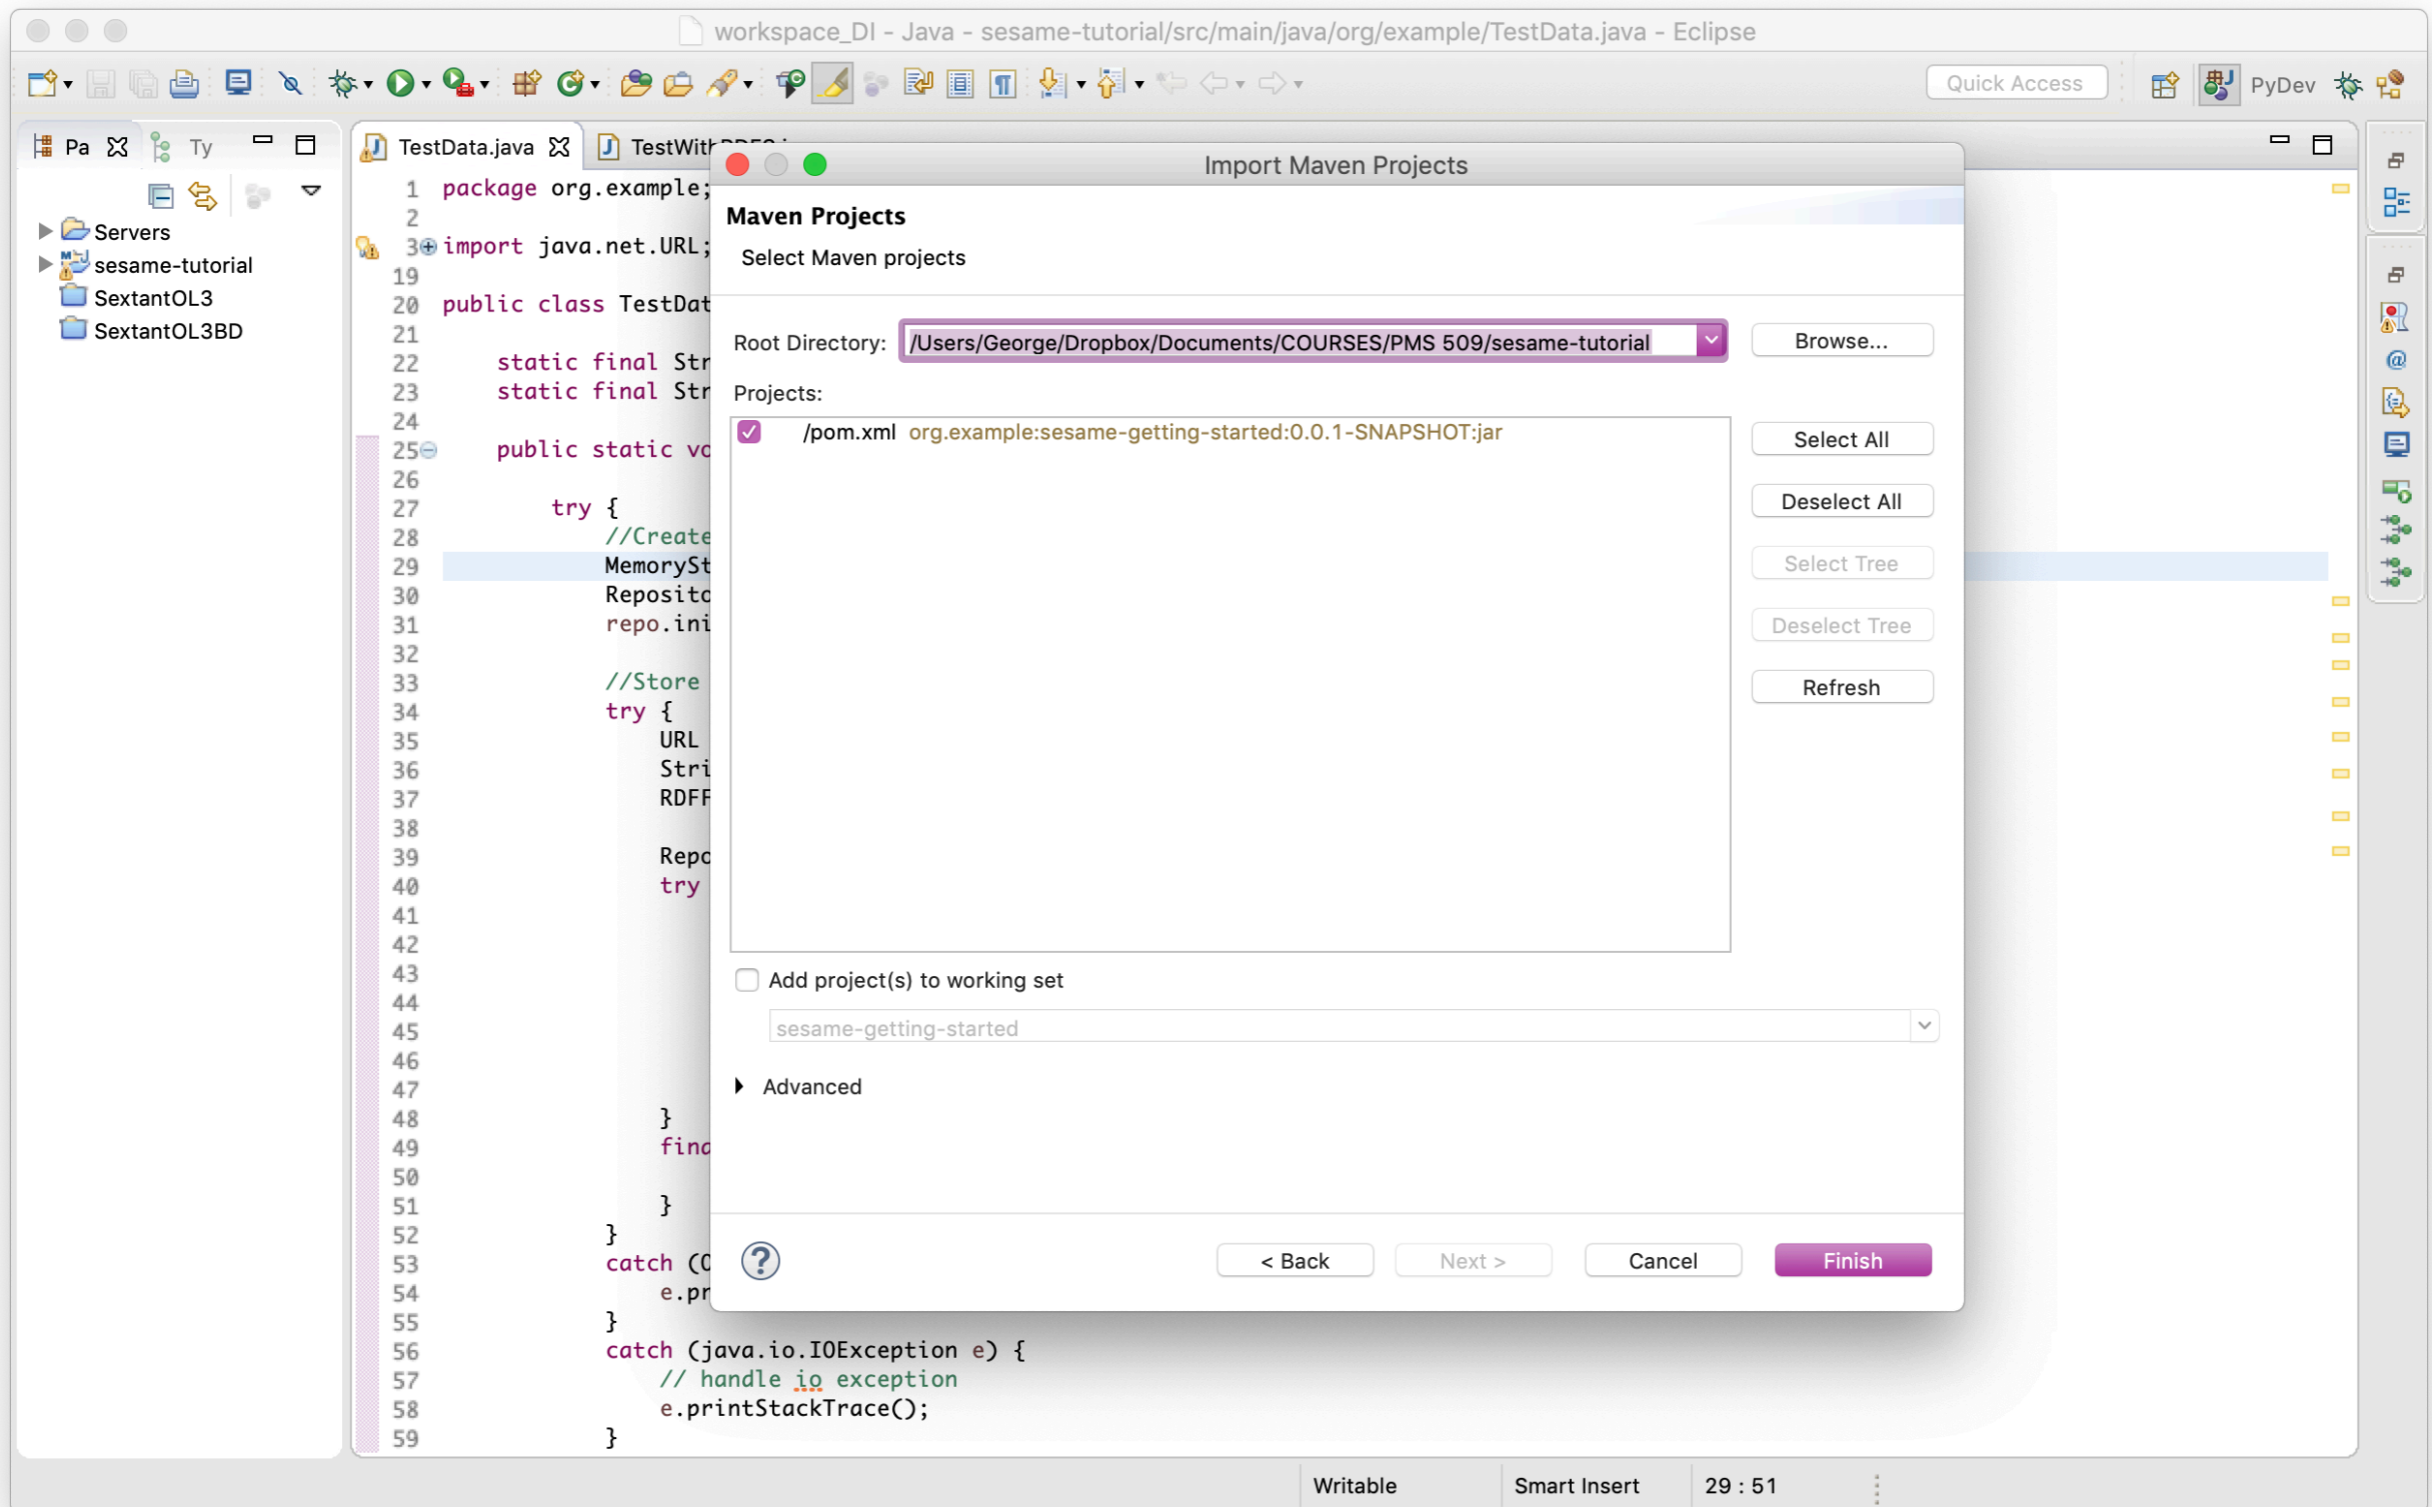 workspace_DI - Java - sesame-tutorial/src/main/java/org/example/TestData.java - Eclipse
Quick Access
PyDev
Pa
Ty
Servers
sesame-tutorial
SextantOL3
SextantOL3BD
TestData.java
1 package org.example;
2
3 import java.net.URL;
19
20 public class TestDat
21
22 static final Str
23 static final Str
24
25 public static vo
26
27 try {
28 //Create
29 MemorySt
30 Reposito
31 repo.ini
32
33 //Store
34 try {
35 URL
36 Stri
37 RDFF
38
39 Repo
40 try
41
42
43
44
45
46
47
48 }
49 fina
50
51 }
52 }
53 catch (O
54 e.pr
55 }
56 catch (java.io.IOException e) {
57 // handle io exception
58 e.printStackTrace();
59 }
Import Maven Projects
Maven Projects
Select Maven projects
Root Directory: /Users/George/Dropbox/Documents/COURSES/PMS 509/sesame-tutorial Browse...
Projects:
/pom.xml org.example:sesame-getting-started:0.0.1-SNAPSHOT:jar
Select All
Deselect All
Select Tree
Deselect Tree
Refresh
Add project(s) to working set
sesame-getting-started
Advanced
? < Back Next > Cancel Finish
Writable Smart Insert 29 : 51